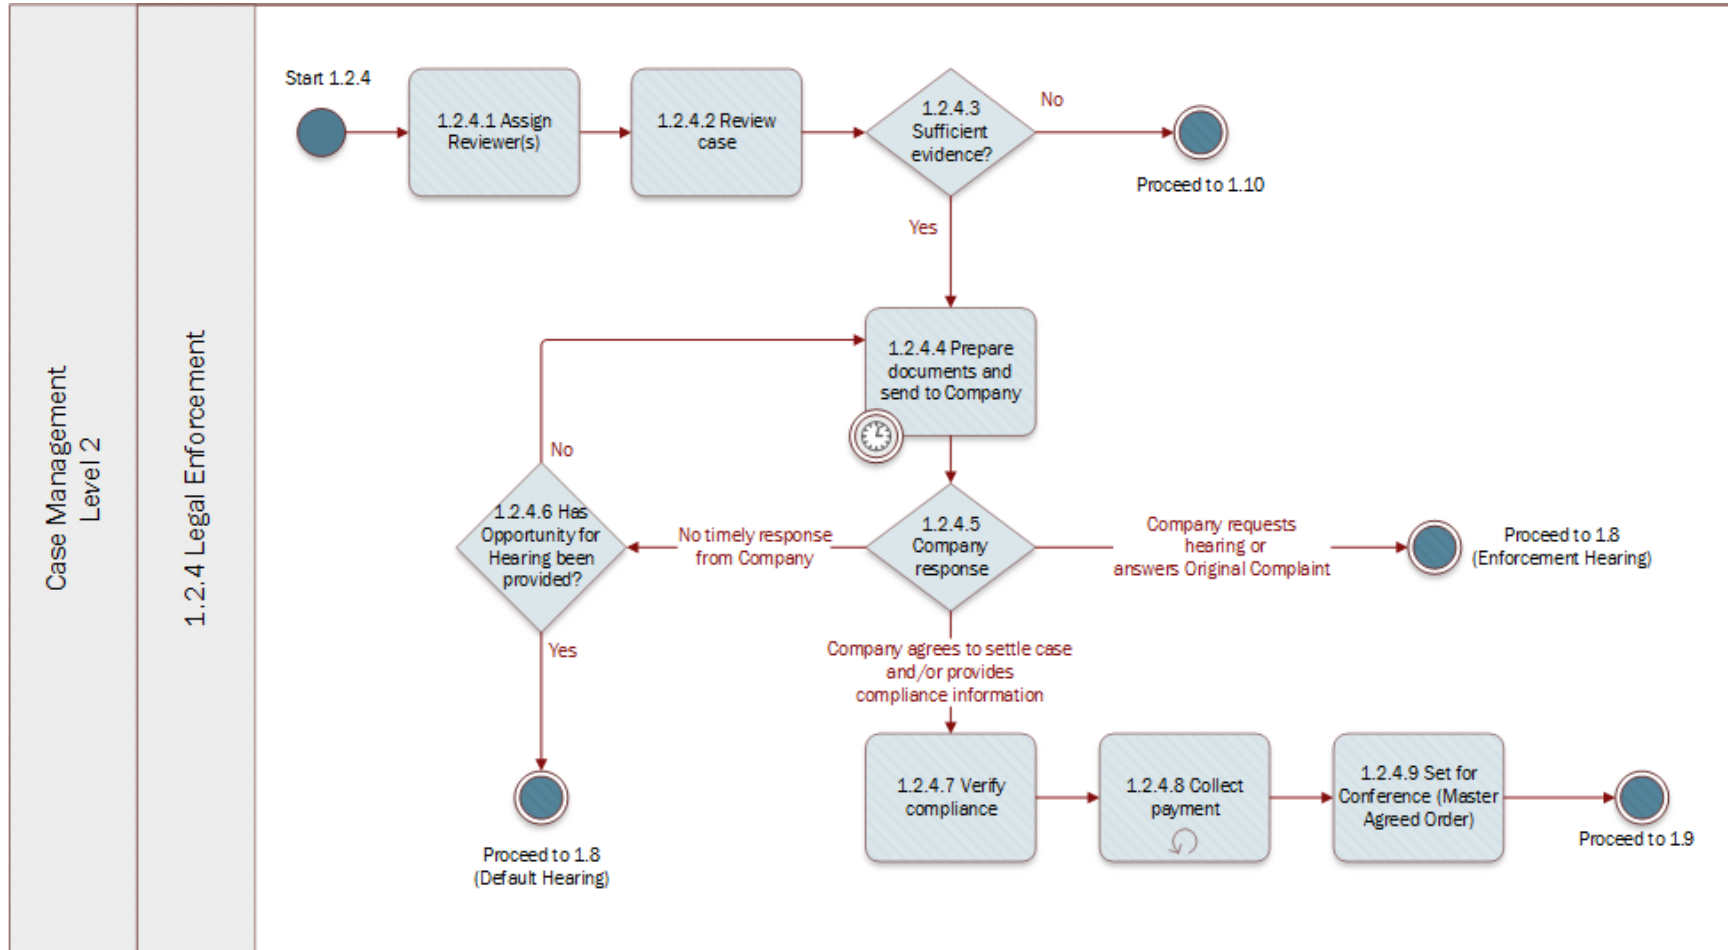 Case Management
Level 2
1.2.4 Legal Enforcement
Start 1.2.4
1.2.4.1 Assign
Reviewer(s)
1.2.4.2 Review
case
1.2.4.3
Sufficient
evidence?
No
Proceed to 1.10
Yes
1.2.4.4 Prepare
documents and
send to Company
No
1.2.4.6 Has
Opportunity for
Hearing been
provided?
No timely response
from Company
1.2.4.5
Company
response
Company requests
hearing or
answers Original Complaint
Proceed to 1.8
(Enforcement Hearing)
Yes
Company agrees to settle case
and/or provides
compliance information
1.2.4.7 Verify
compliance
1.2.4.8 Collect
payment
1.2.4.9 Set for
Conference (Master
Agreed Order)
Proceed to 1.9
Proceed to 1.8
(Default Hearing)